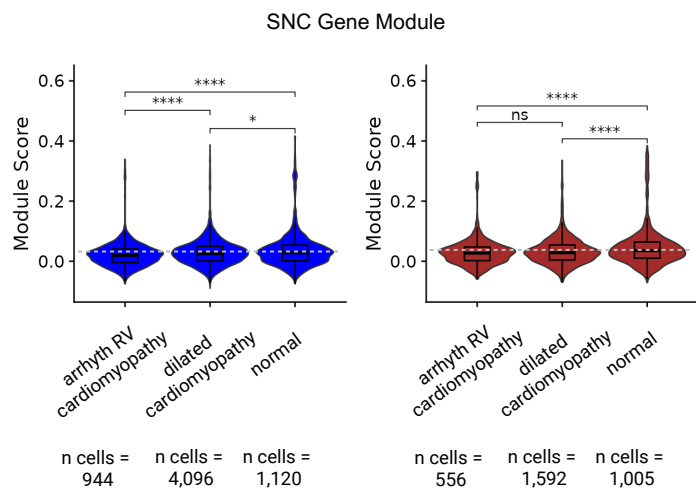 SNC Gene Module
Module Score
0.6
0.4
0.2
0.0
****
****
*
arrhyth RV
cardiomyopathy
dilated
cardiomyopathy
normal
n cells =
944
n cells =
4,096
n cells =
1,120
Module Score
0.6
0.4
0.2
0.0
****
ns
****
arrhyth RV
cardiomyopathy
dilated
cardiomyopathy
normal
n cells =
556
n cells =
1,592
n cells =
1,005